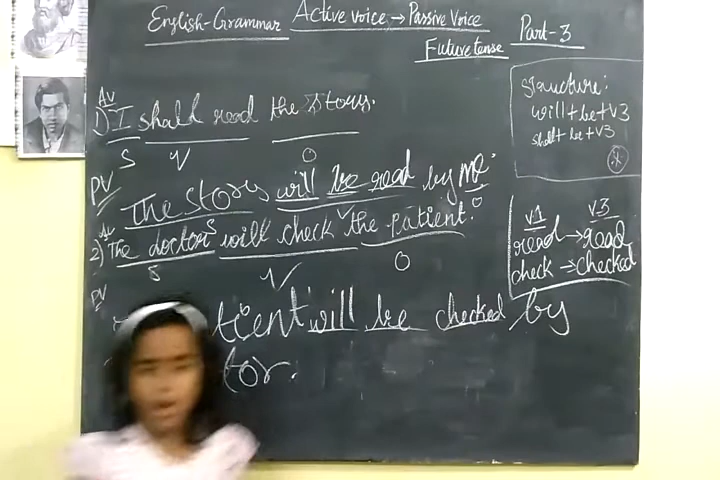 English-Grammar Active voice → Passive Voice Part-3
Future tense
AV
1) I shall read the story.
S V O
PV
The story will be read by me.
S V O
AV
2) The doctor will check the patient.
S V O
PV
tient will be checked by
tor.
Structure:
will + be + V3
shall + be + V3
V1 V3
read → read
check → checked